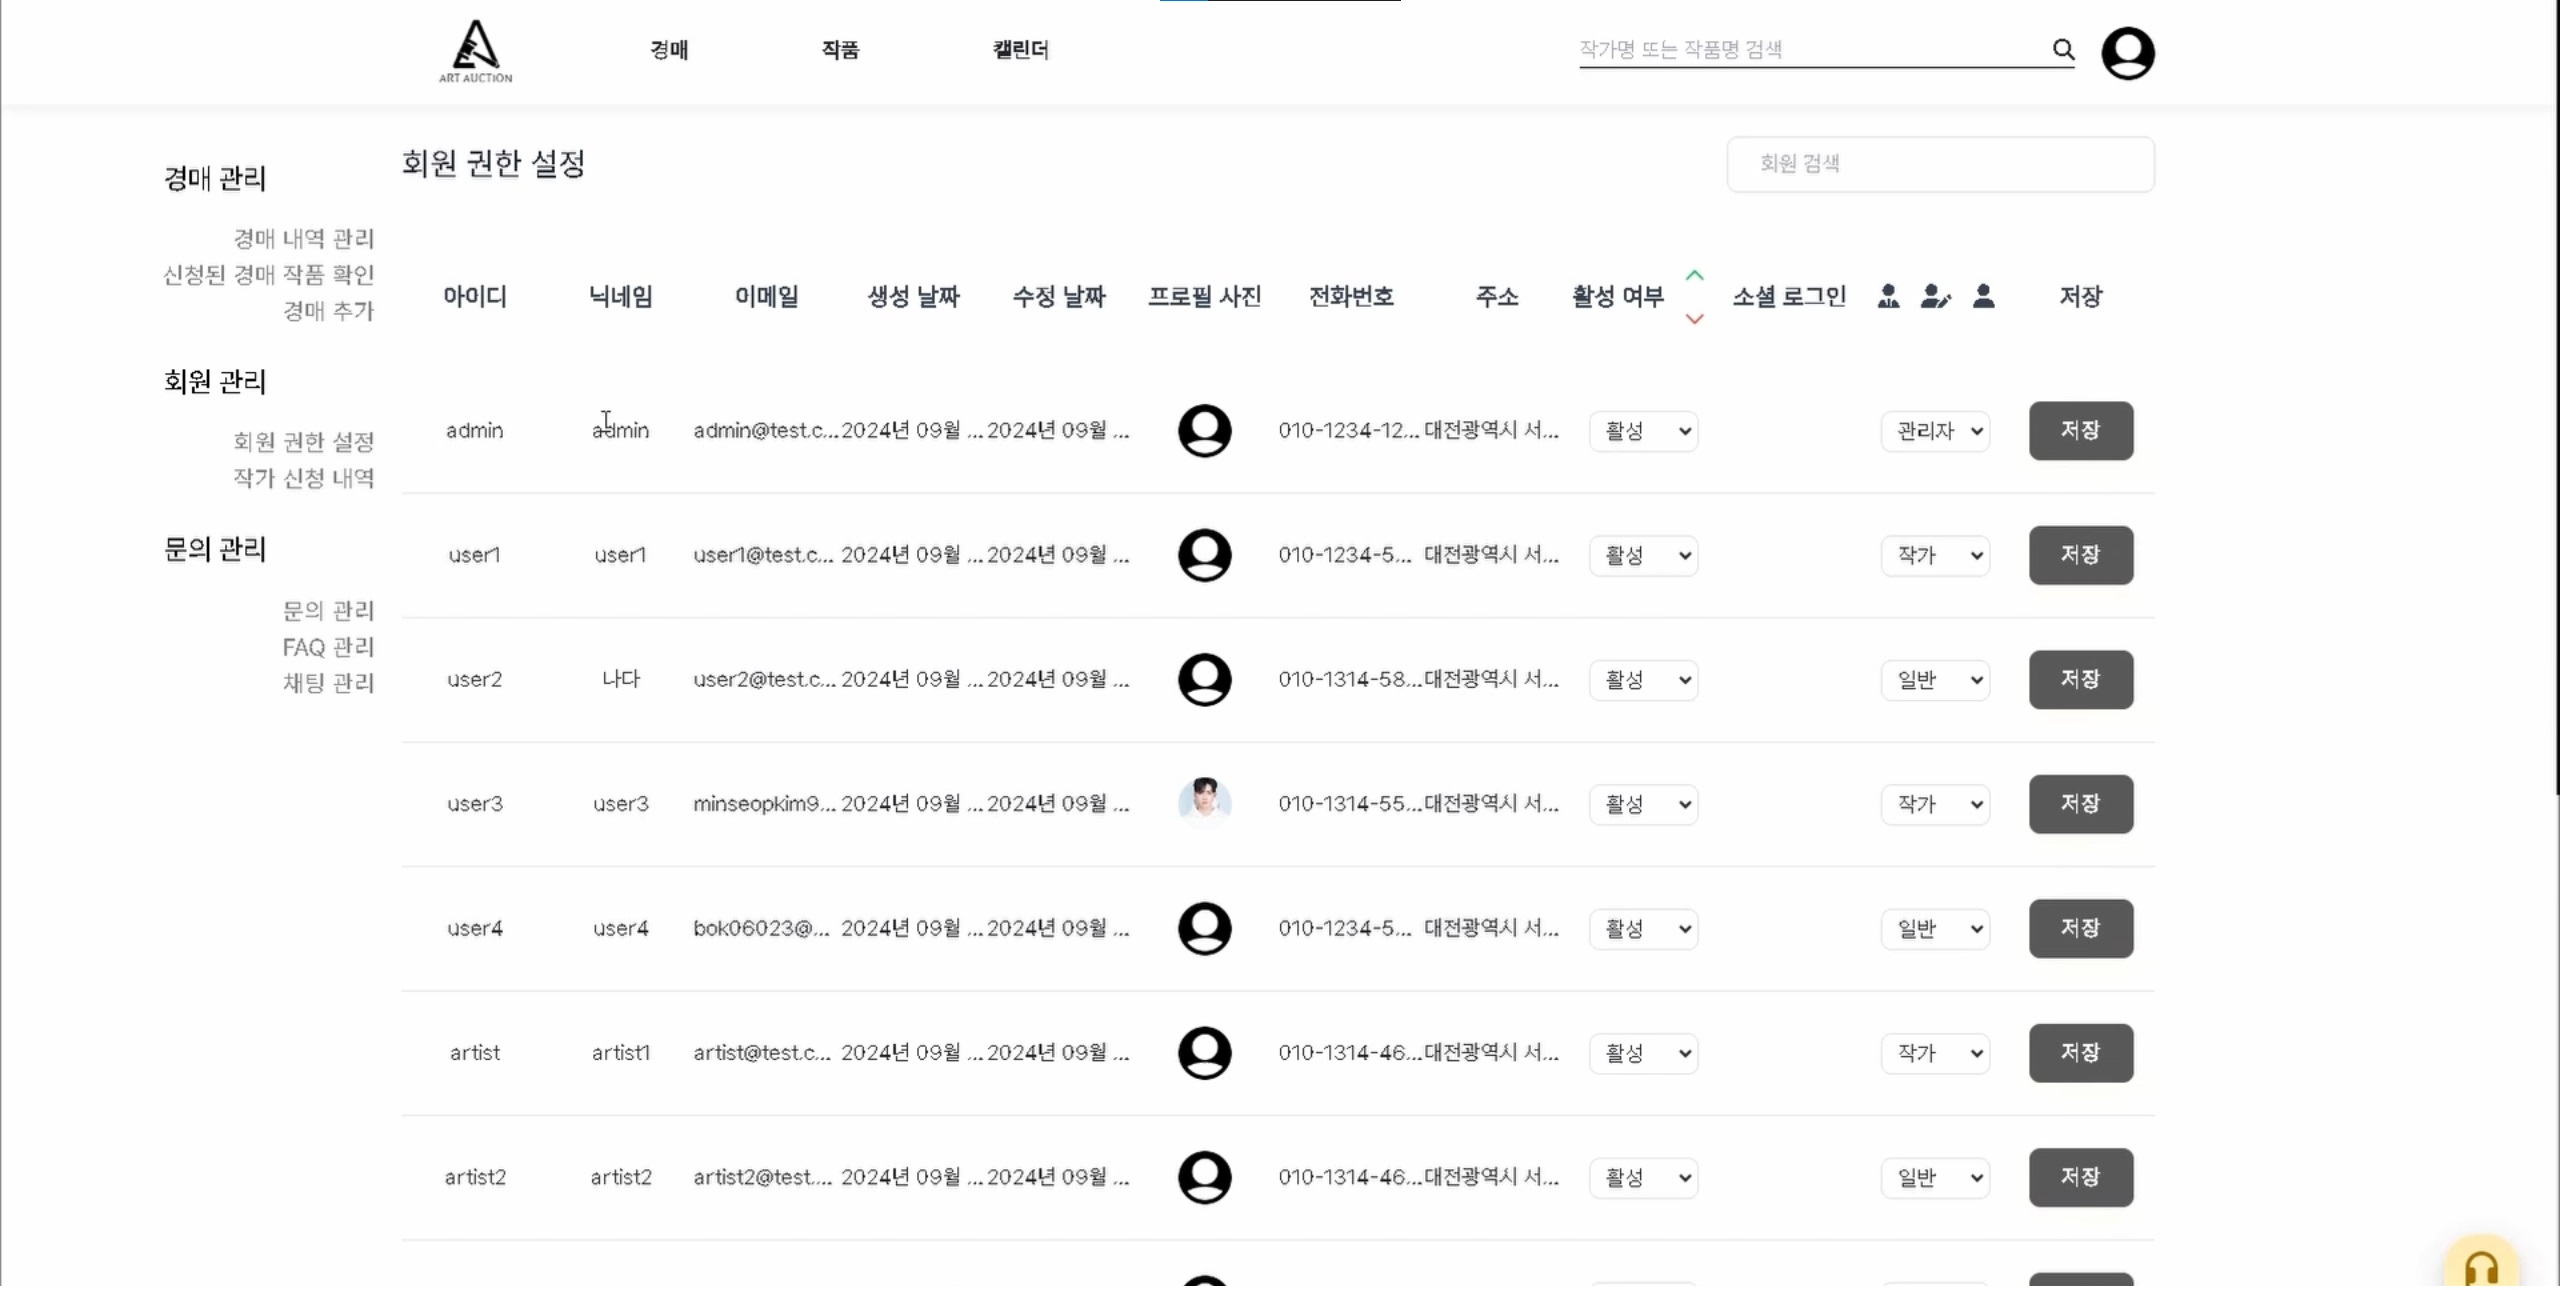 ART AUCTION
경매 작품 캘린더 작가명 또는 작품명 검색
경매 관리
경매 내역 관리
신청된 경매 작품 확인
경매 추가
회원 관리
회원 권한 설정
작가 신청 내역
문의 관리
문의 관리
FAQ 관리
채팅 관리
회원 권한 설정 회원 검색
아이디 닉네임 이메일 생성 날짜 수정 날짜 프로필 사진 전화번호 주소 활성 여부 소셜 로그인 저장
admin admin admin@test.c... 2024년 09월 ... 2024년 09월 ... 010-1234-12... 대전광역시 서... 활성 관리자 저장
user1 user1 user1@test.c... 2024년 09월 ... 2024년 09월 ... 010-1234-5... 대전광역시 서... 활성 작가 저장
user2 나다 user2@test.c... 2024년 09월 ... 2024년 09월 ... 010-1314-58... 대전광역시 서... 활성 일반 저장
user3 user3 minseopkim9... 2024년 09월 ... 2024년 09월 ... 010-1314-55... 대전광역시 서... 활성 작가 저장
user4 user4 bok06023@... 2024년 09월 ... 2024년 09월 ... 010-1234-5... 대전광역시 서... 활성 일반 저장
artist artist1 artist@test.c... 2024년 09월 ... 2024년 09월 ... 010-1314-46... 대전광역시 서... 활성 작가 저장
artist2 artist2 artist2@test.... 2024년 09월 ... 2024년 09월 ... 010-1314-46... 대전광역시 서... 활성 일반 저장